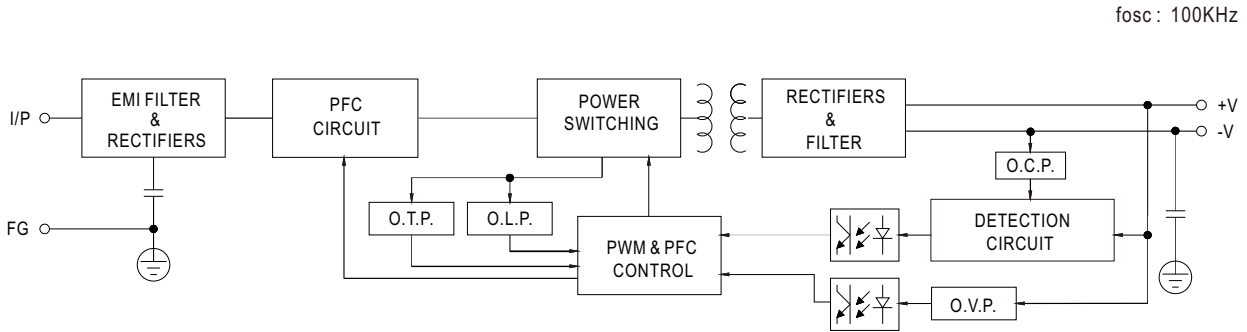 fosc : 100KHz
I/P
EMI FILTER
&
RECTIFIERS
PFC
CIRCUIT
POWER
SWITCHING
RECTIFIERS
&
FILTER
+V
-V
O.C.P.
FG
O.T.P.
O.L.P.
PWM & PFC
CONTROL
DETECTION
CIRCUIT
O.V.P.